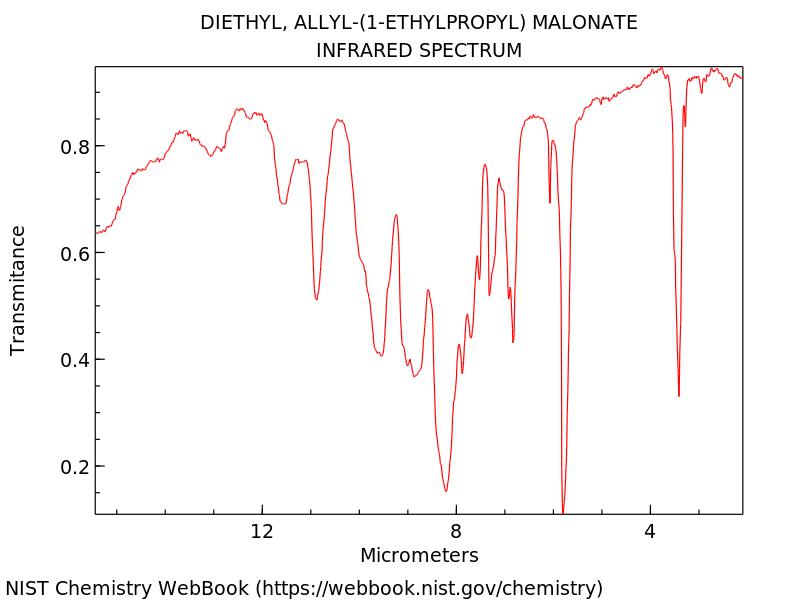 DIETHYL, ALLYL-(1-ETHYLPROPYL) MALONATE
INFRARED SPECTRUM
0.8
0.6
0.4
0.2
Transmitance
12
8
4
Micrometers
NIST Chemistry WebBook (https://webbook.nist.gov/chemistry)